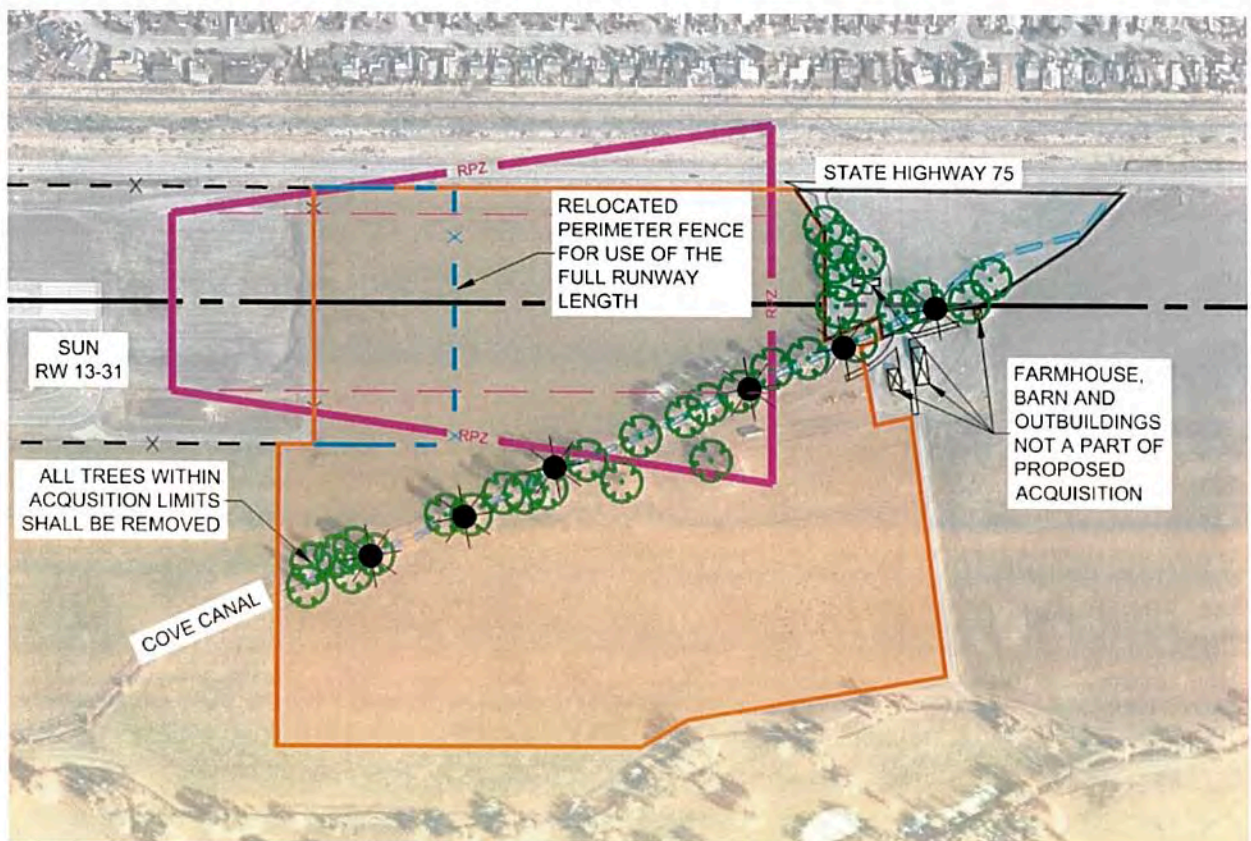 RPZ
STATE HIGHWAY 75
RELOCATED
PERIMETER FENCE
FOR USE OF THE
FULL RUNWAY
LENGTH
RPZ
SUN
RW 13-31
FARMHOUSE,
BARN AND
OUTBUILDINGS
NOT A PART OF
PROPOSED
ACQUISITION
RPZ
ALL TREES WITHIN
ACQUSITION LIMITS
SHALL BE REMOVED
COVE CANAL